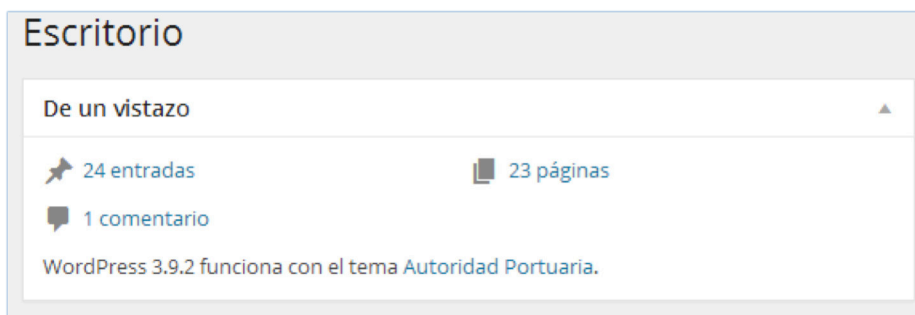 Escritorio
De un vistazo
24 entradas
23 páginas
1 comentario
WordPress 3.9.2 funciona con el tema Autoridad Portuaria.